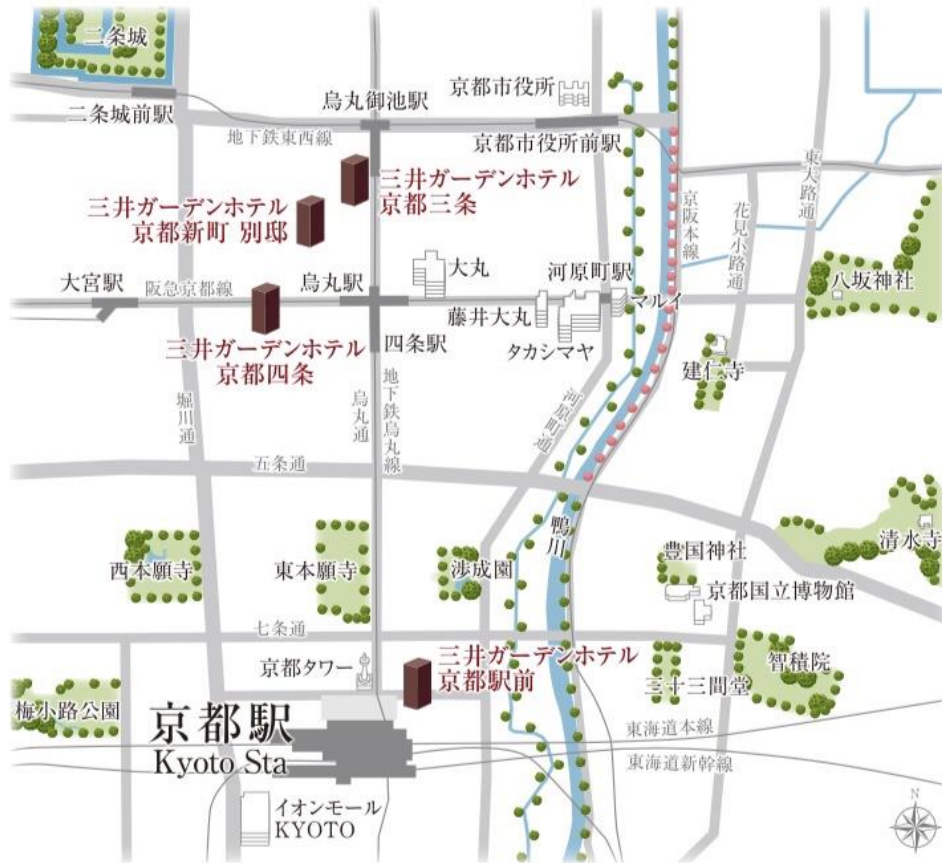 二条城
二条城前駅
烏丸御池駅
京都市役所
京都市役所前駅
地下鉄東西線
三井ガーデンホテル
京都三条
三井ガーデンホテル
京都新町 別邸
京阪本線
花見小路通
東大路通
八坂神社
大宮駅
阪急京都線
烏丸駅
大丸
河原町駅
マルイ
藤井大丸
タカシマヤ
四条駅
三井ガーデンホテル
京都四条
建仁寺
堀川通
烏丸通
地下鉄烏丸線
河原町通
五条通
鴨川
清水寺
西本願寺
東本願寺
渉成園
豊国神社
京都国立博物館
七条通
京都タワー
三井ガーデンホテル
京都駅前
三十三間堂
智積院
梅小路公園
京都駅
Kyoto Sta
東海道本線
東海道新幹線
イオンモール
KYOTO
N